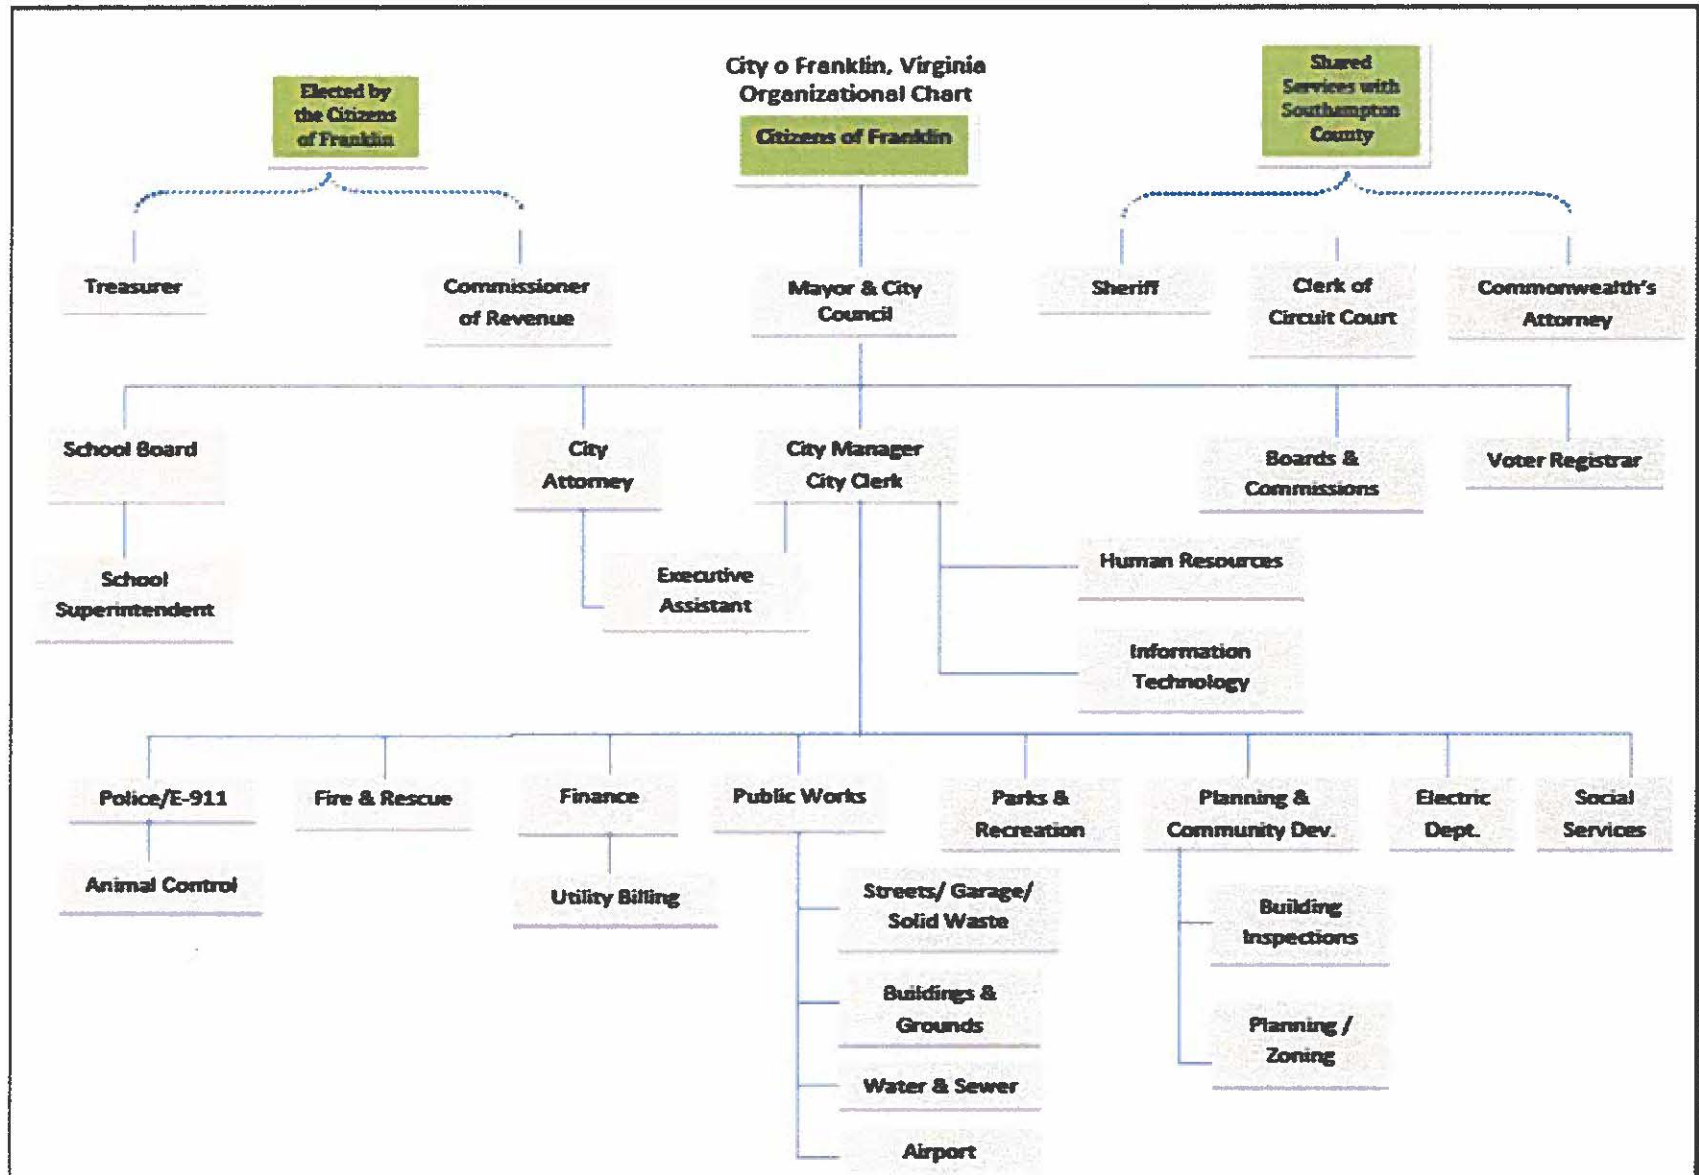 City o Franklin, Virginia
Organizational Chart
Elected by
the Citizens
of Franklin
Citizens of Franklin
Shared
Services with
Southampton
County
Treasurer
Commissioner
of Revenue
Mayor & City
Council
Sheriff
Clerk of
Circuit Court
Commonwealth's
Attorney
School Board
City
Attorney
City Manager
City Clerk
Boards &
Commissions
Voter Registrar
School
Superintendent
Executive
Assistant
Human Resources
Information
Technology
Police/E-911
Fire & Rescue
Finance
Public Works
Parks &
Recreation
Planning &
Community Dev.
Electric
Dept.
Social
Services
Animal Control
Utility Billing
Streets/ Garage/
Solid Waste
Buildings &
Grounds
Water & Sewer
Airport
Building
Inspections
Planning /
Zoning